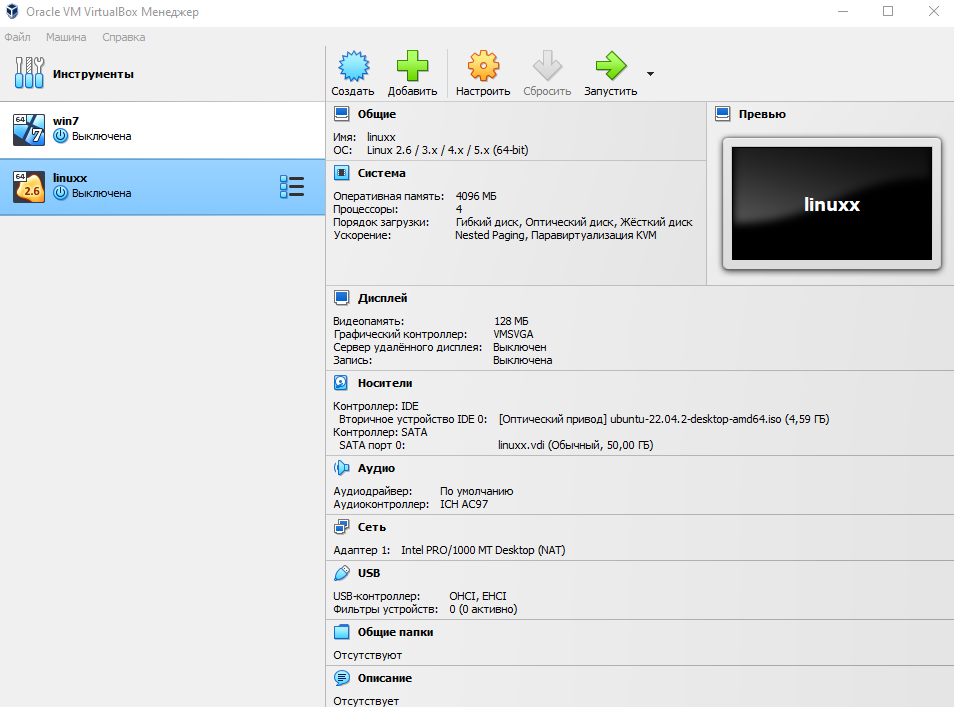 Oracle VM VirtualBox Менеджер
Файл Машина Справка
Инструменты
Создать Добавить Настроить Сбросить Запустить
64
7
win7
Выключена
64
2.6
linuxx
Выключена
Общие
Имя: linuxx
ОС: Linux 2.6 / 3.x / 4.x / 5.x (64-bit)
Превью
linuxx
Система
Оперативная память: 4096 МБ
Процессоры: 4
Порядок загрузки: Гибкий диск, Оптический диск, Жёсткий диск
Ускорение: Nested Paging, Паравиртуализация KVM
Дисплей
Видеопамять: 128 МБ
Графический контроллер: VMSVGA
Сервер удалённого дисплея: Выключен
Запись: Выключена
Носители
Контроллер: IDE
Вторичное устройство IDE 0: [Оптический привод] ubuntu-22.04.2-desktop-amd64.iso (4,59 ГБ)
Контроллер: SATA
SATA порт 0: linuxx.vdi (Обычный, 50,00 ГБ)
Аудио
Аудиодрайвер: По умолчанию
Аудиоконтроллер: ICH AC97
Сеть
Адаптер 1: Intel PRO/1000 MT Desktop (NAT)
USB
USB-контроллер: OHCI, EHCI
Фильтры устройств: 0 (0 активно)
Общие папки
Отсутствуют
Описание
Отсутствует